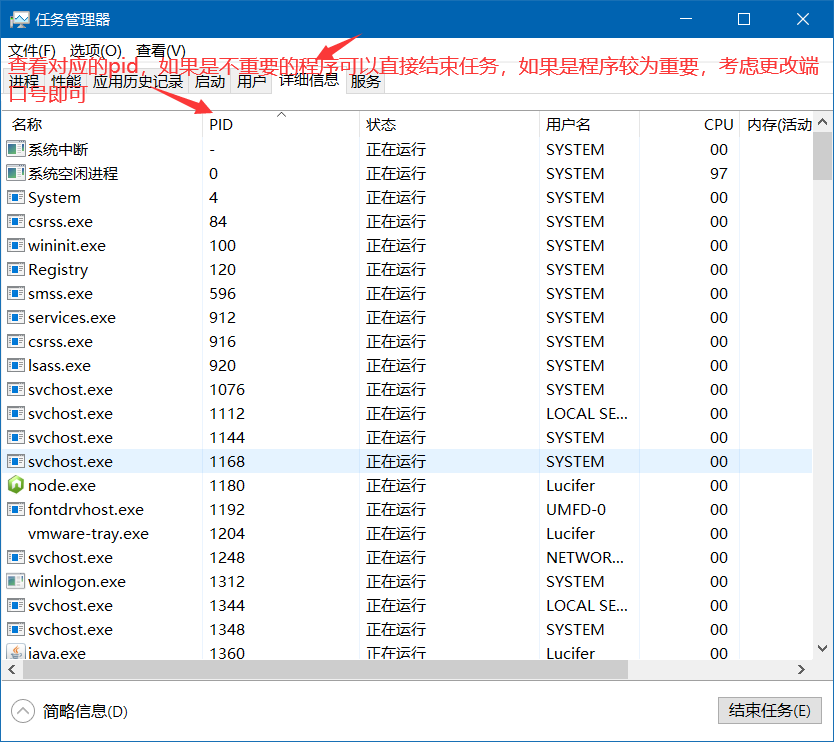 任务管理器
文件(F) 选项(O) 查看(V)
查看对应的pid，如果是不重要的程序可以直接结束任务，如果是程序较为重要，考虑更改端
口号即可
进程 性能 应用历史记录 启动 用户 详细信息 服务
名称 PID 状态 用户名 CPU 内存(活动
系统中断 - 正在运行 SYSTEM 00
系统空闲进程 0 正在运行 SYSTEM 97
System 4 正在运行 SYSTEM 00
csrss.exe 84 正在运行 SYSTEM 00
wininit.exe 100 正在运行 SYSTEM 00
Registry 120 正在运行 SYSTEM 00
smss.exe 596 正在运行 SYSTEM 00
services.exe 912 正在运行 SYSTEM 00
csrss.exe 916 正在运行 SYSTEM 00
lsass.exe 920 正在运行 SYSTEM 00
svchost.exe 1076 正在运行 SYSTEM 00
svchost.exe 1112 正在运行 LOCAL SE... 00
svchost.exe 1144 正在运行 SYSTEM 00
svchost.exe 1168 正在运行 SYSTEM 00
node.exe 1180 正在运行 Lucifer 00
fontdrvhost.exe 1192 正在运行 UMFD-0 00
vmware-tray.exe 1204 正在运行 Lucifer 00
svchost.exe 1248 正在运行 NETWOR... 00
winlogon.exe 1312 正在运行 SYSTEM 00
svchost.exe 1344 正在运行 LOCAL SE... 00
svchost.exe 1348 正在运行 SYSTEM 00
java.exe 1360 正在运行 Lucifer 00
简略信息(D) 结束任务(E)